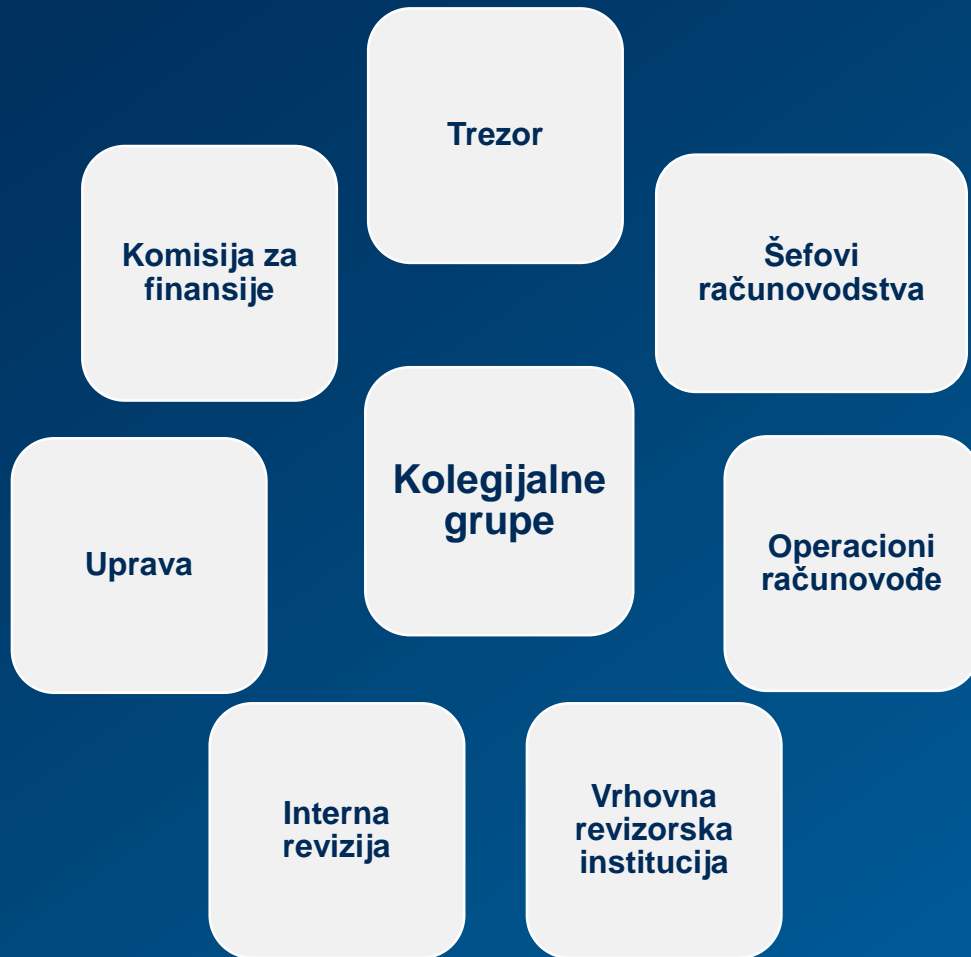 Trezor
Komisija za
finansije
Šefovi
računovodstva
Kolegijalne
grupe
Uprava
Operacioni
računovođe
Interna
revizija
Vrhovna
revizorska
institucija